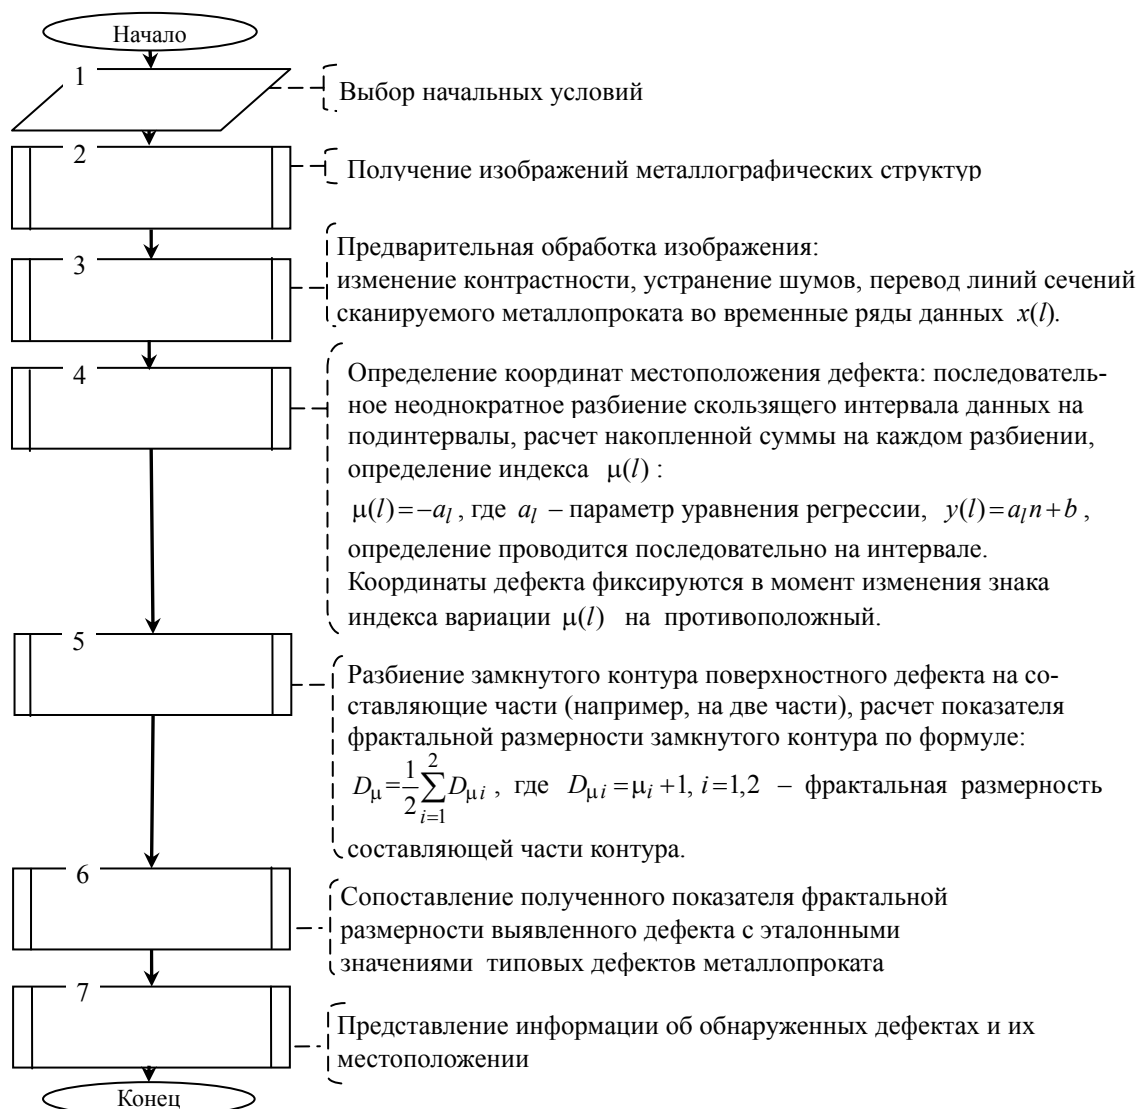 Начало
1
Выбор начальных условий
2
Получение изображений металлографических структур
3
Предварительная обработка изображения:
изменение контрастности, устранение шумов, перевод линий сечений
сканируемого металлопроката во временные ряды данных x(l).
4
Определение координат местоположения дефекта: последователь-
ное неоднократное разбиение скользящего интервала данных на
подинтервалы, расчет накопленной суммы на каждом разбиении,
определение индекса μ(l) :
μ(l)=−a_l, где a_l – параметр уравнения регрессии, y(l)=a_l n+b ,
определение проводится последовательно на интервале.
Координаты дефекта фиксируются в момент изменения знака
индекса вариации μ(l) на противоположный.
5
Разбиение замкнутого контура поверхностного дефекта на со-
ставляющие части (например, на две части), расчет показателя
фрактальной размерности замкнутого контура по формуле:
D_μ=\frac{1}{2}\sum_{i=1}^{2}D_{μi} , где D_{μi}=μ_i+1, i=1,2 – фрактальная размерность
составляющей части контура.
6
Сопоставление полученного показателя фрактальной
размерности выявленного дефекта с эталонными
значениями типовых дефектов металлопроката
7
Представление информации об обнаруженных дефектах и их
местоположении
Конец